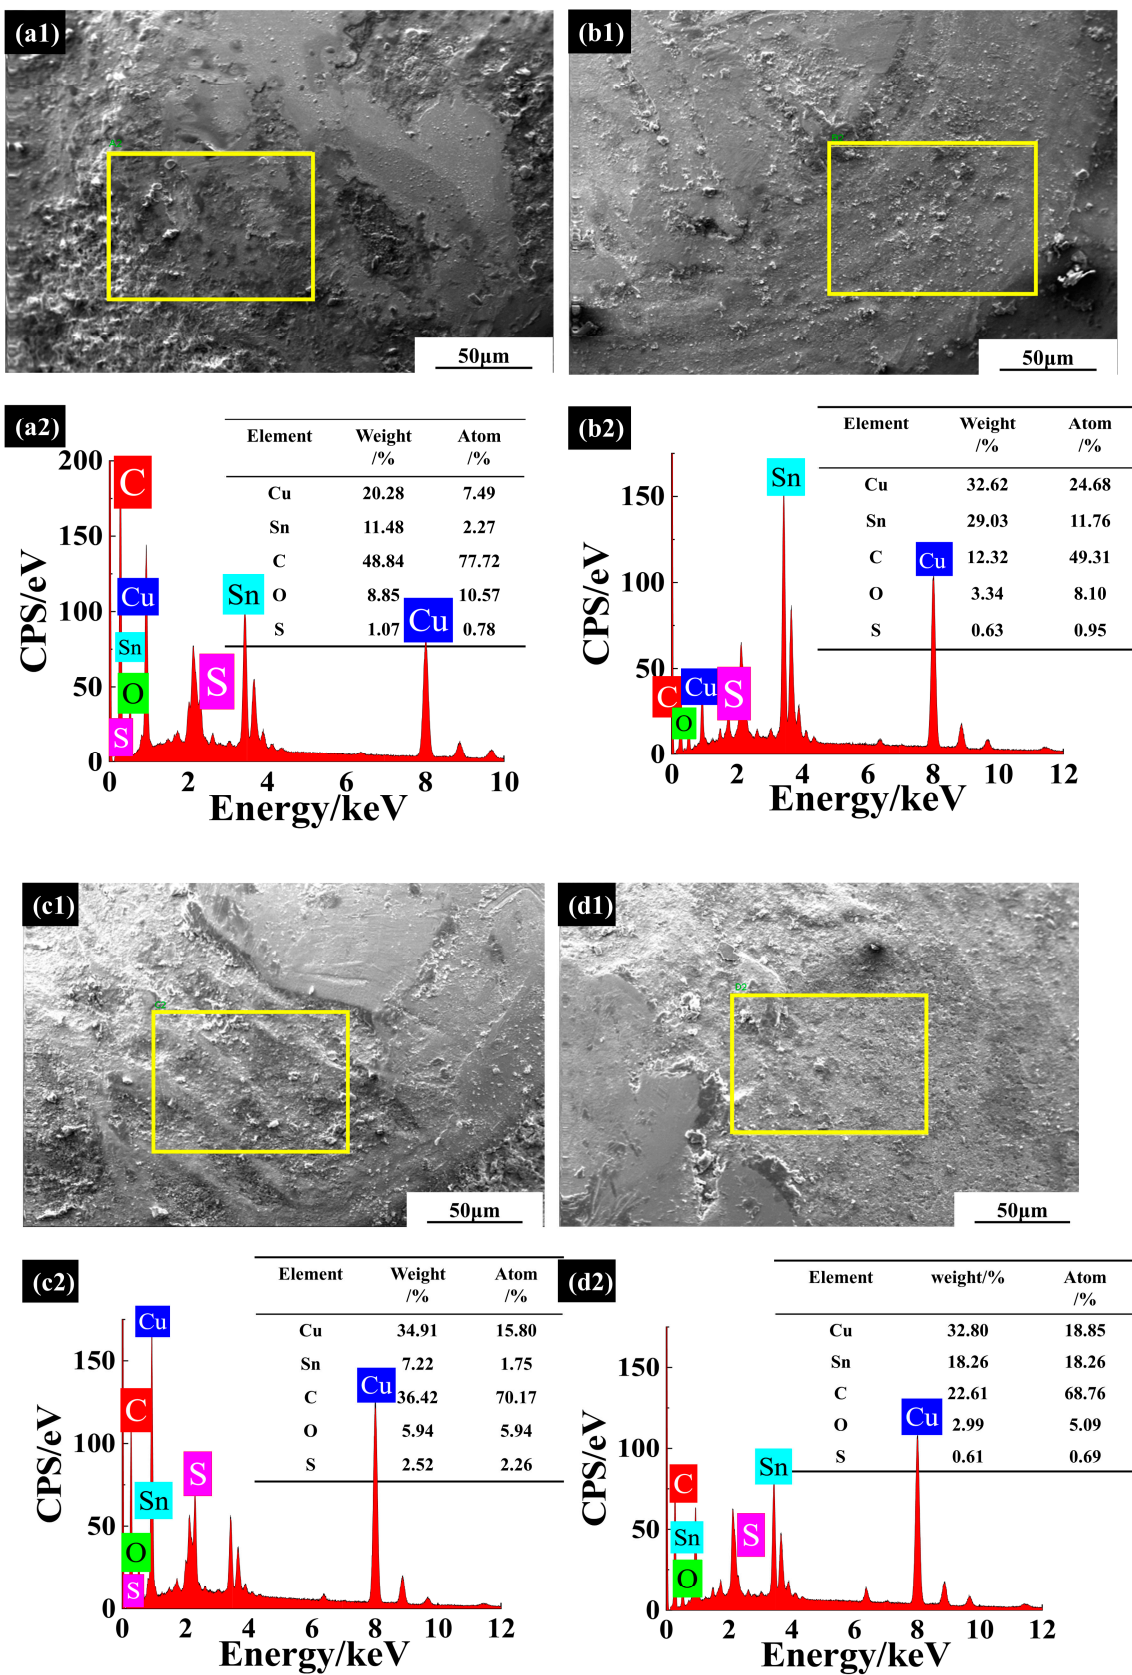 (a1)
A2
50μm
(b1)
B2
50μm
(a2)
Element Weight /% Atom /%
Cu 20.28 7.49
Sn 11.48 2.27
C 48.84 77.72
O 8.85 10.57
S 1.07 0.78
C
Cu
Sn
O
S
S
Sn
Cu
200
150
100
50
0
CPS/eV
0 2 4 6 8 10
Energy/keV
(b2)
Element Weight /% Atom /%
Cu 32.62 24.68
Sn 29.03 11.76
C 12.32 49.31
O 3.34 8.10
S 0.63 0.95
Sn
Cu
C
O
Cu
S
150
100
50
0
CPS/eV
0 2 4 6 8 10 12
Energy/keV
(c1)
C2
50μm
(d1)
D2
50μm
(c2)
Element Weight /% Atom /%
Cu 34.91 15.80
Sn 7.22 1.75
C 36.42 70.17
O 5.94 5.94
S 2.52 2.26
Cu
C
Sn
O
S
S
Cu
150
100
50
0
CPS/eV
0 2 4 6 8 10 12
Energy/keV
(d2)
Element weight/% Atom /%
Cu 32.80 18.85
Sn 18.26 18.26
C 22.61 68.76
O 2.99 5.09
S 0.61 0.69
C
Sn
O
S
Sn
Cu
150
100
50
0
CPS/eV
0 2 4 6 8 10 12
Energy/keV